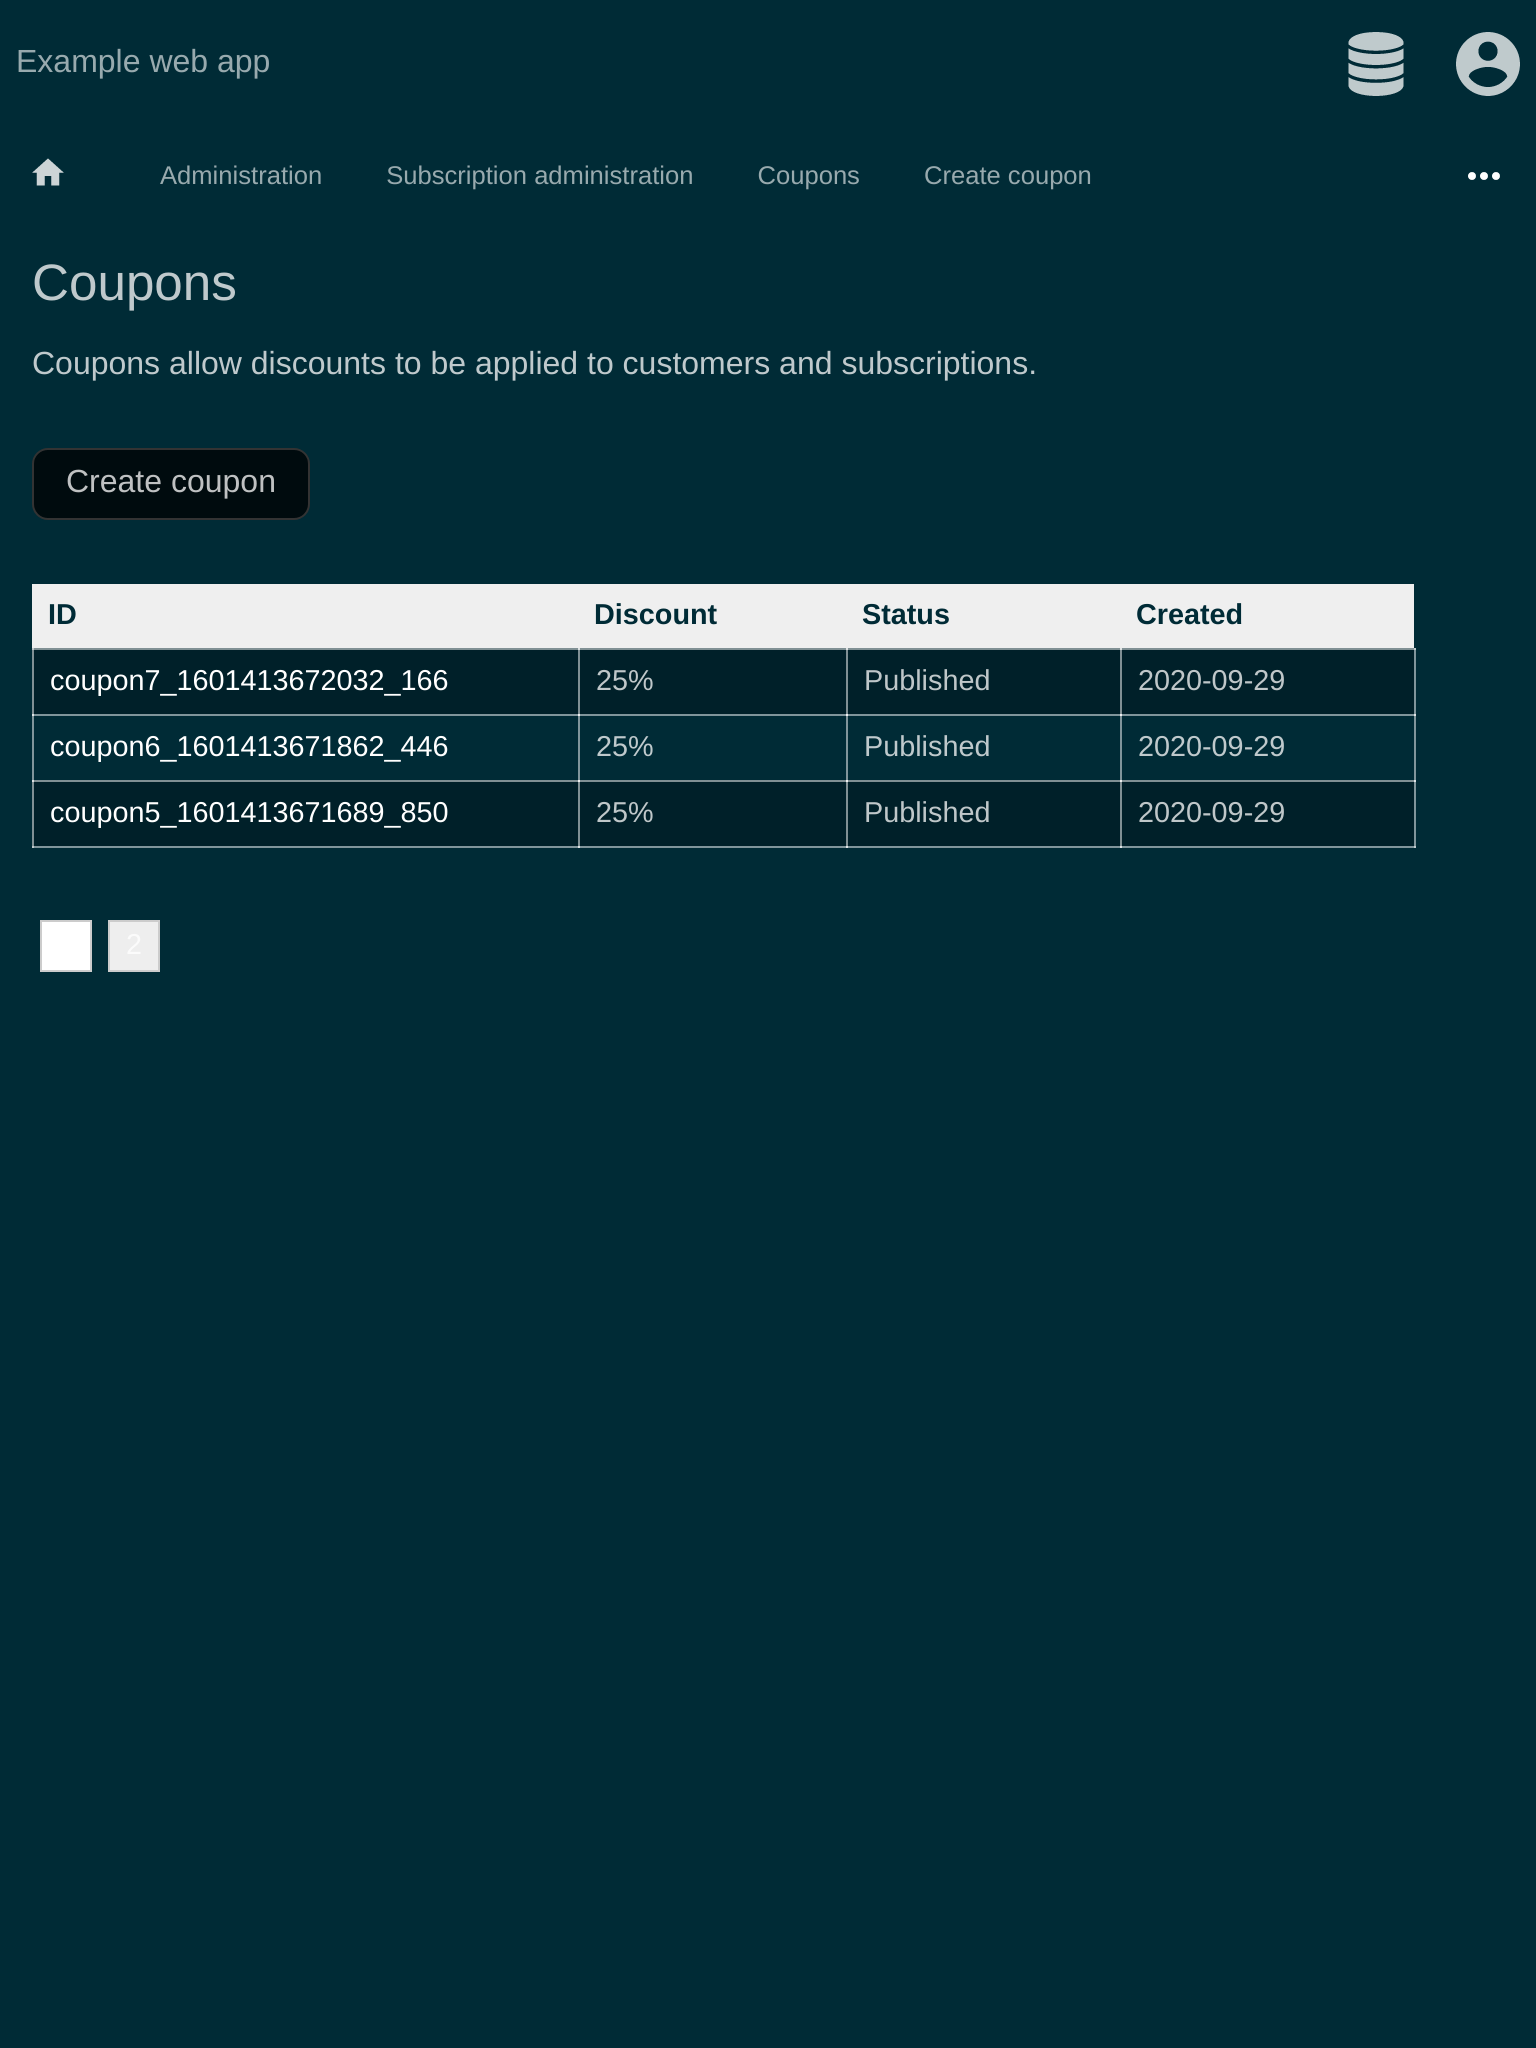 Example web app
Administration Subscription administration Coupons Create coupon
Coupons
Coupons allow discounts to be applied to customers and subscriptions.
Create coupon
ID Discount Status Created
coupon7_1601413672032_166 25% Published 2020-09-29
coupon6_1601413671862_446 25% Published 2020-09-29
coupon5_1601413671689_850 25% Published 2020-09-29
2